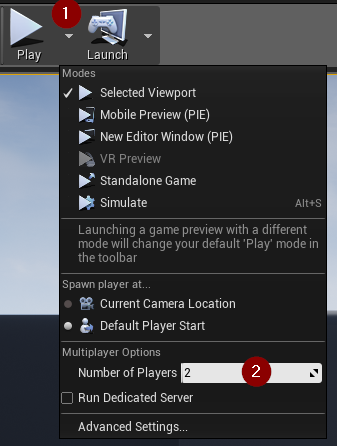 1
Play
Launch
Modes
Selected Viewport
Mobile Preview (PIE)
New Editor Window (PIE)
VR Preview
Standalone Game
Simulate Alt+S
Launching a game preview with a different
mode will change your default 'Play' mode in
the toolbar
Spawn player at...
Current Camera Location
Default Player Start
Multiplayer Options
Number of Players 2 2
Run Dedicated Server
Advanced Settings...